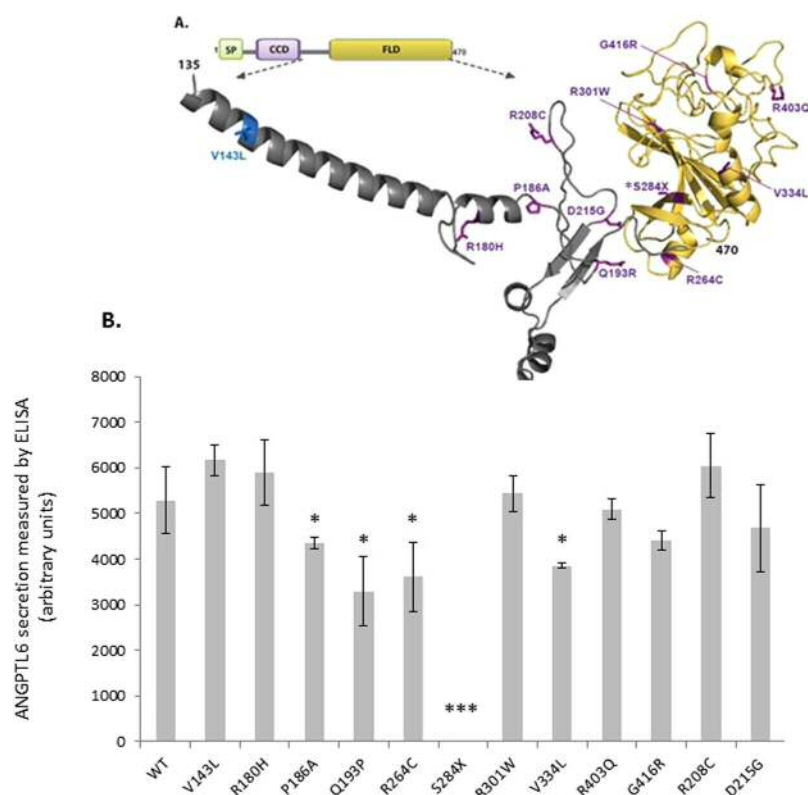 A.
1 SP CCD FLD 470
135
G416R
R403Q
R301W
R208C
V143L
P186A
*S284X
V334L
D215G
R180H
470
Q193R
R264C
B.
ANGPTL6 secretion measured by ELISA
(arbitrary units)
8000
7000
6000
5000
4000
3000
2000
1000
0
* * * *** *
WT V143L R180H P186A Q193P R264C S284X R301W V334L R403Q G416R R208C D215G